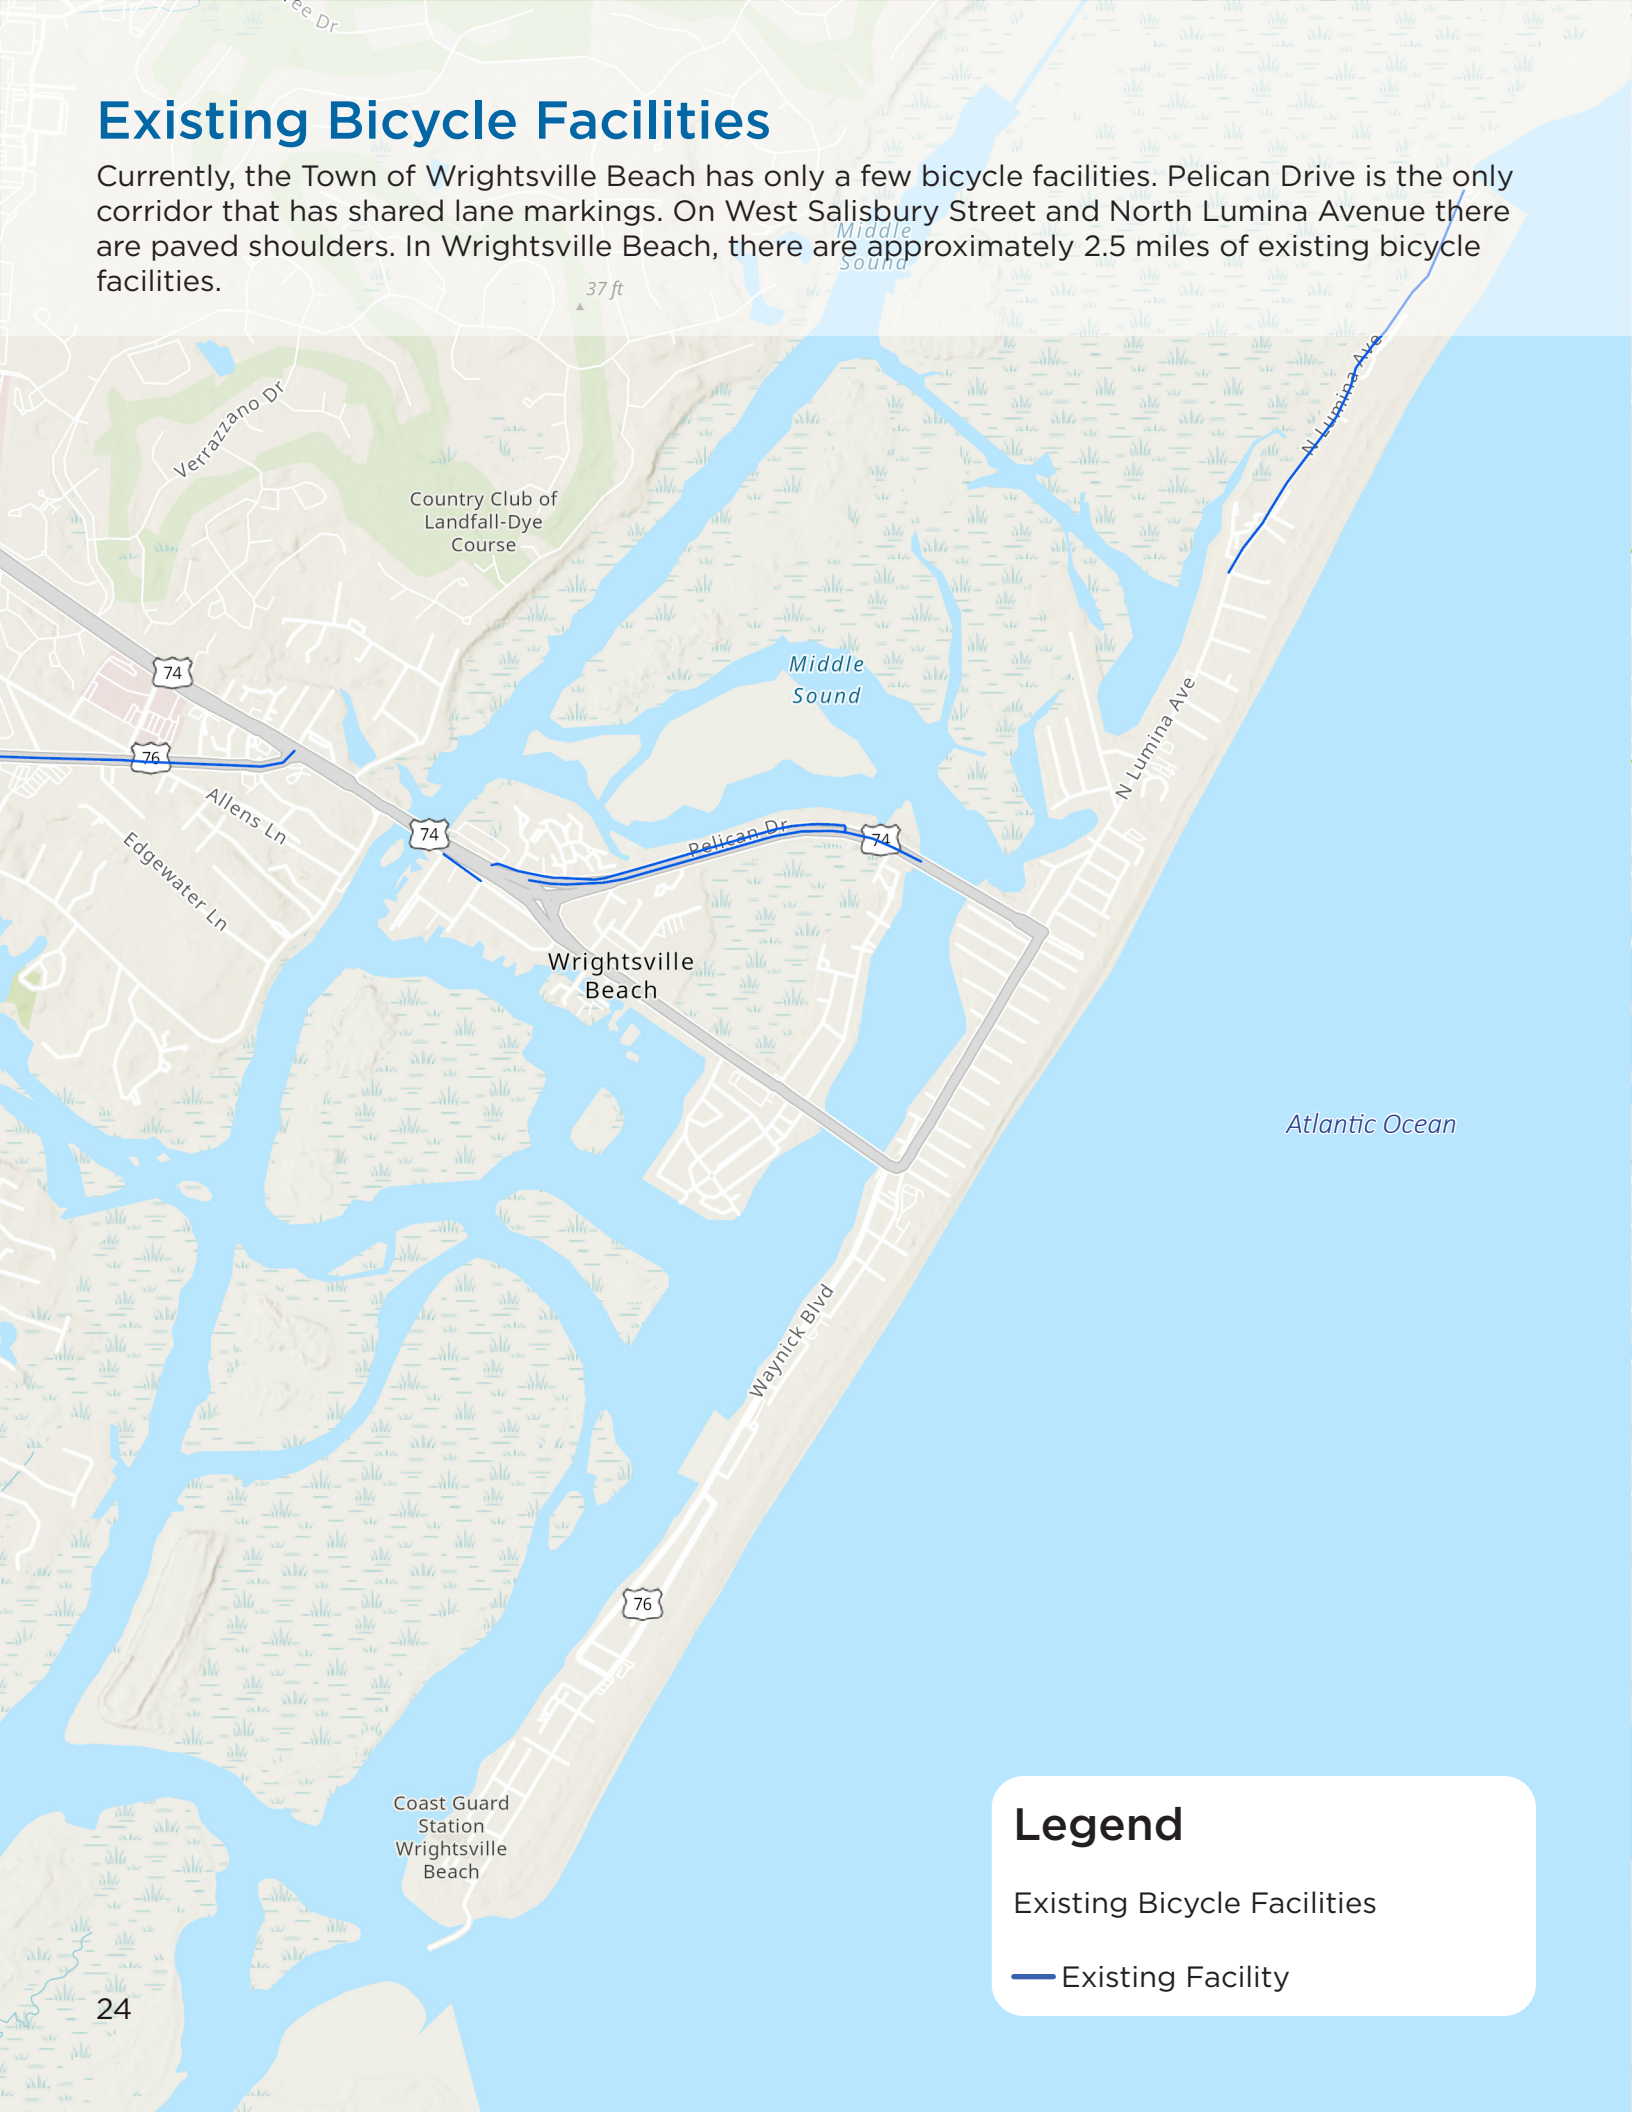 ee Dr
Existing Bicycle Facilities
Currently, the Town of Wrightsville Beach has only a few bicycle facilities. Pelican Drive is the only
corridor that has shared lane markings. On West Salisbury Street and North Lumina Avenue there
are paved shoulders. In Wrightsville Beach, there are approximately 2.5 miles of existing bicycle
facilities.
Middle
Sound
37 ft
N Lumina Ave
Verrazzano Dr
Country Club of
Landfall-Dye
Course
74
Middle
Sound
N Lumina Ave
76
Allens Ln
74
Pelican Dr
74
Edgewater Ln
Wrightsville
Beach
Atlantic Ocean
Waynick Blvd
76
Coast Guard
Station
Wrightsville
Beach
Legend
Existing Bicycle Facilities
Existing Facility
24